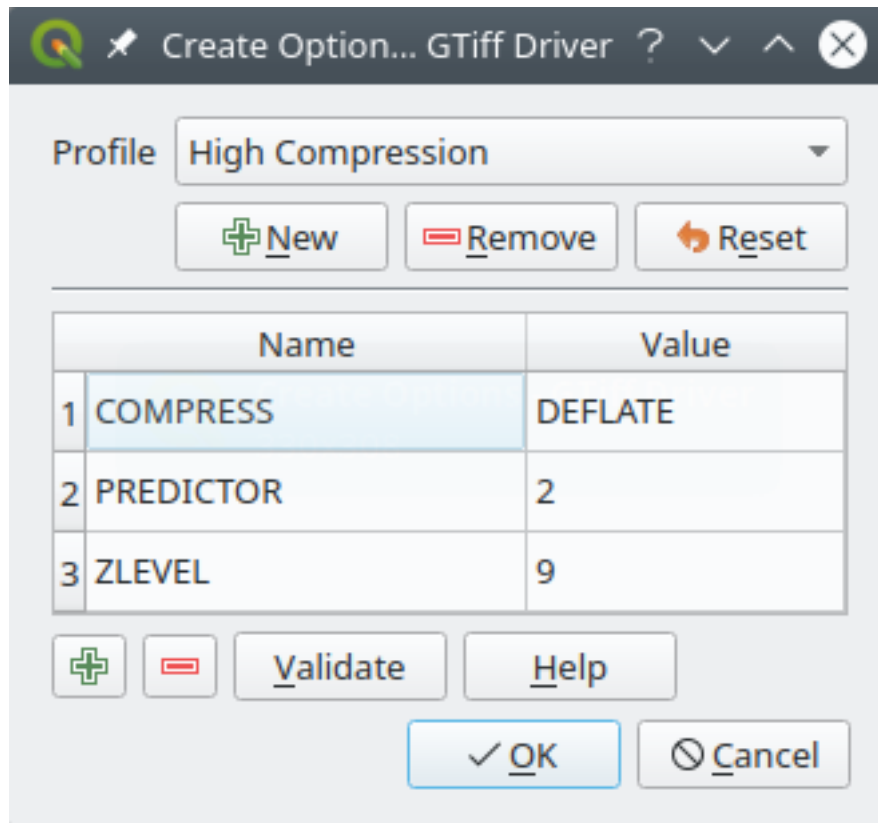 Create Option... GTiff Driver ?
Profile High Compression
New Remove Reset
Name Value
1 COMPRESS DEFLATE
2 PREDICTOR 2
3 ZLEVEL 9
Validate Help
OK Cancel